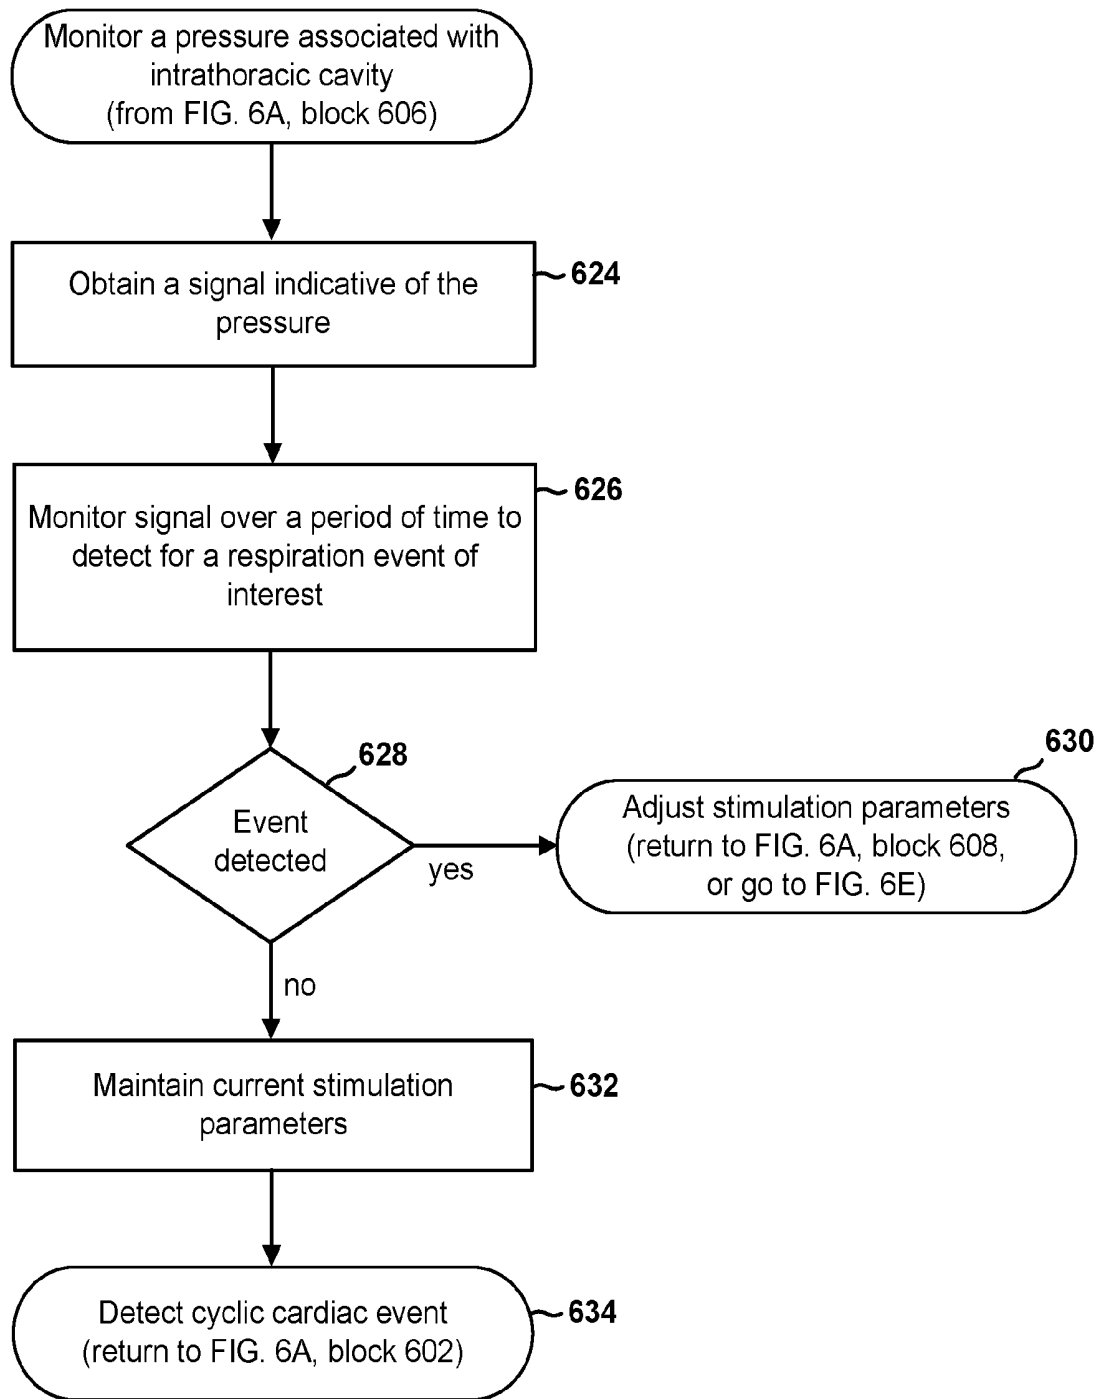 Monitor a pressure associated with
intrathoracic cavity
(from FIG. 6A, block 606)
Obtain a signal indicative of the
pressure
624
Monitor signal over a period of time to
detect for a respiration event of
interest
626
Event
detected
628
yes
Adjust stimulation parameters
(return to FIG. 6A, block 608,
or go to FIG. 6E)
630
no
Maintain current stimulation
parameters
632
Detect cyclic cardiac event
(return to FIG. 6A, block 602)
634